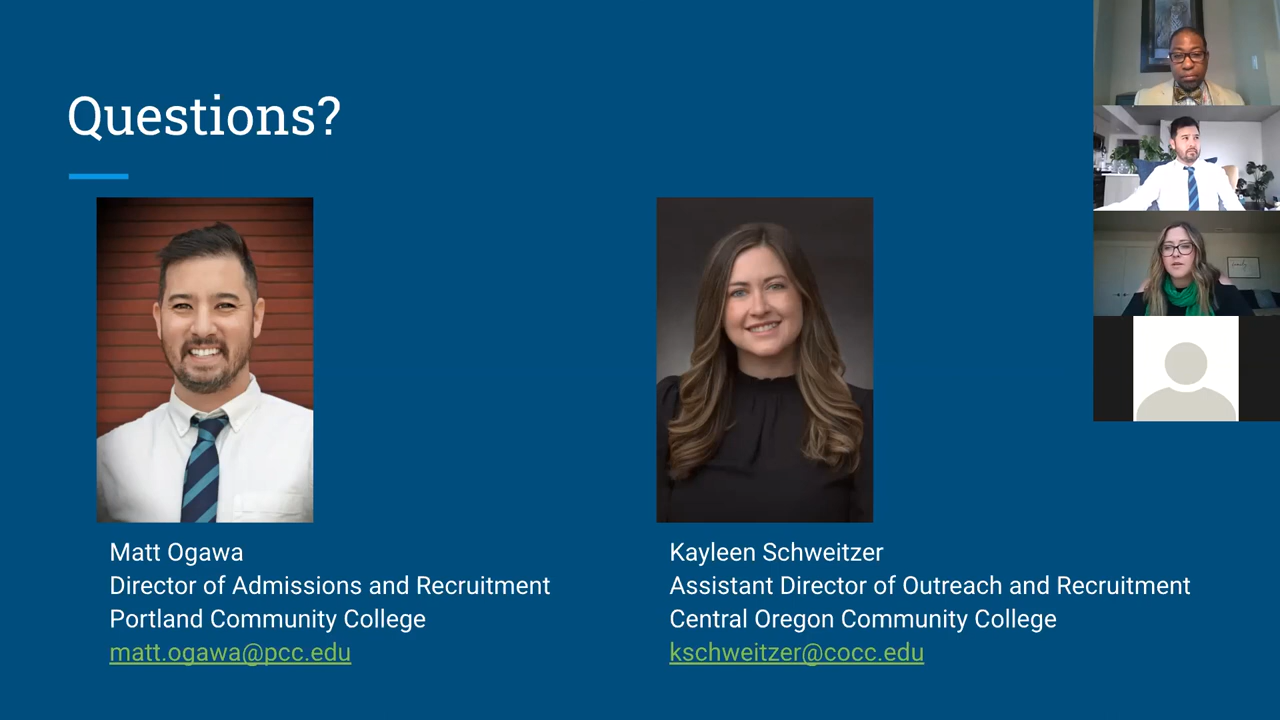 Questions?
Matt Ogawa
Director of Admissions and Recruitment
Portland Community College
matt.ogawa@pcc.edu
Kayleen Schweitzer
Assistant Director of Outreach and Recruitment
Central Oregon Community College
kschweitzer@cocc.edu